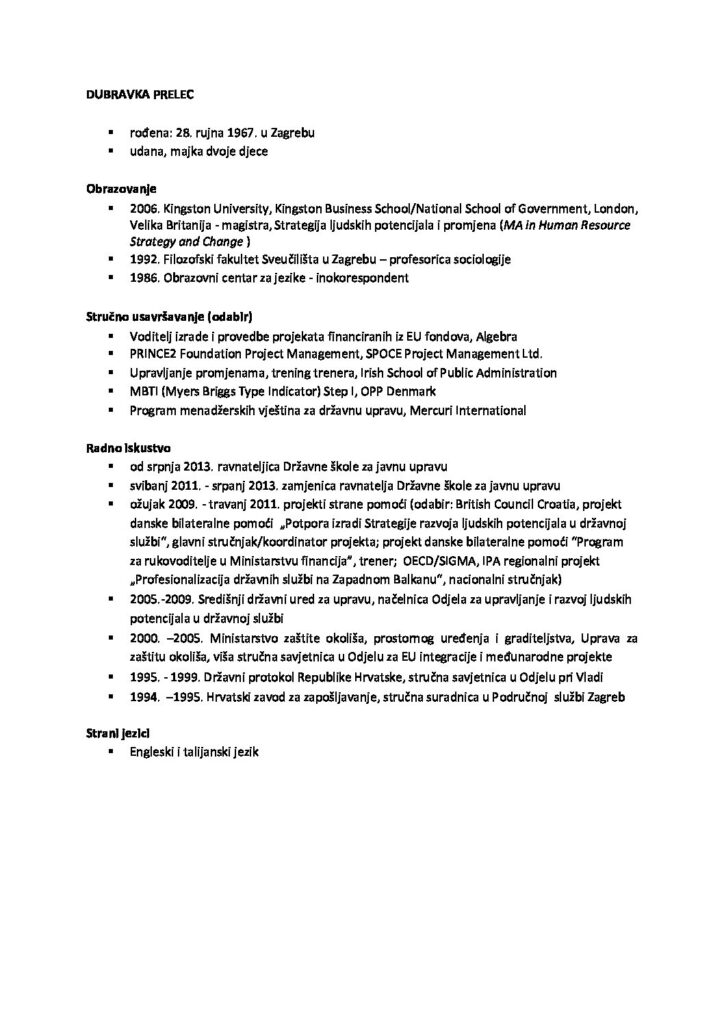 DUBRAVKA PRELEC
▪ rođena: 28. rujna 1967. u Zagrebu
▪ udana, majka dvoje djece
Obrazovanje
▪ 2006. Kingston University, Kingston Business School/National School of Government, London,
Velika Britanija - magistra, Strategija ljudskih potencijala i promjena (MA in Human Resource
Strategy and Change )
▪ 1992. Filozofski fakultet Sveučilišta u Zagrebu – profesorica sociologije
▪ 1986. Obrazovni centar za jezike - inokorespondent
Stručno usavršavanje (odabir)
▪ Voditelj izrade i provedbe projekata financiranih iz EU fondova, Algebra
▪ PRINCE2 Foundation Project Management, SPOCE Project Management Ltd.
▪ Upravljanje promjenama, trening trenera, Irish School of Public Administration
▪ MBTI (Myers Briggs Type Indicator) Step I, OPP Denmark
▪ Program menadžerskih vještina za državnu upravu, Mercuri International
Radno iskustvo
▪ od srpnja 2013. ravnateljica Državne škole za javnu upravu
▪ svibanj 2011. - srpanj 2013. zamjenica ravnatelja Državne škole za javnu upravu
▪ ožujak 2009. - travanj 2011. projekti strane pomoći (odabir: British Council Croatia, projekt
danske bilateralne pomoći „Potpora izradi Strategije razvoja ljudskih potencijala u državnoj
službi“, glavni stručnjak/koordinator projekta; projekt danske bilateralne pomoći “Program
za rukovoditelje u Ministarstvu financija”, trener; OECD/SIGMA, IPA regionalni projekt
„Profesionalizacija državnih službi na Zapadnom Balkanu“, nacionalni stručnjak)
▪ 2005.-2009. Središnji državni ured za upravu, načelnica Odjela za upravljanje i razvoj ljudskih
potencijala u državnoj službi
▪ 2000. –2005. Ministarstvo zaštite okoliša, prostornog uređenja i graditeljstva, Uprava za
zaštitu okoliša, viša stručna savjetnica u Odjelu za EU integracije i međunarodne projekte
▪ 1995. - 1999. Državni protokol Republike Hrvatske, stručna savjetnica u Odjelu pri Vladi
▪ 1994. –1995. Hrvatski zavod za zapošljavanje, stručna suradnica u Područnoj službi Zagreb
Strani jezici
▪ Engleski i talijanski jezik